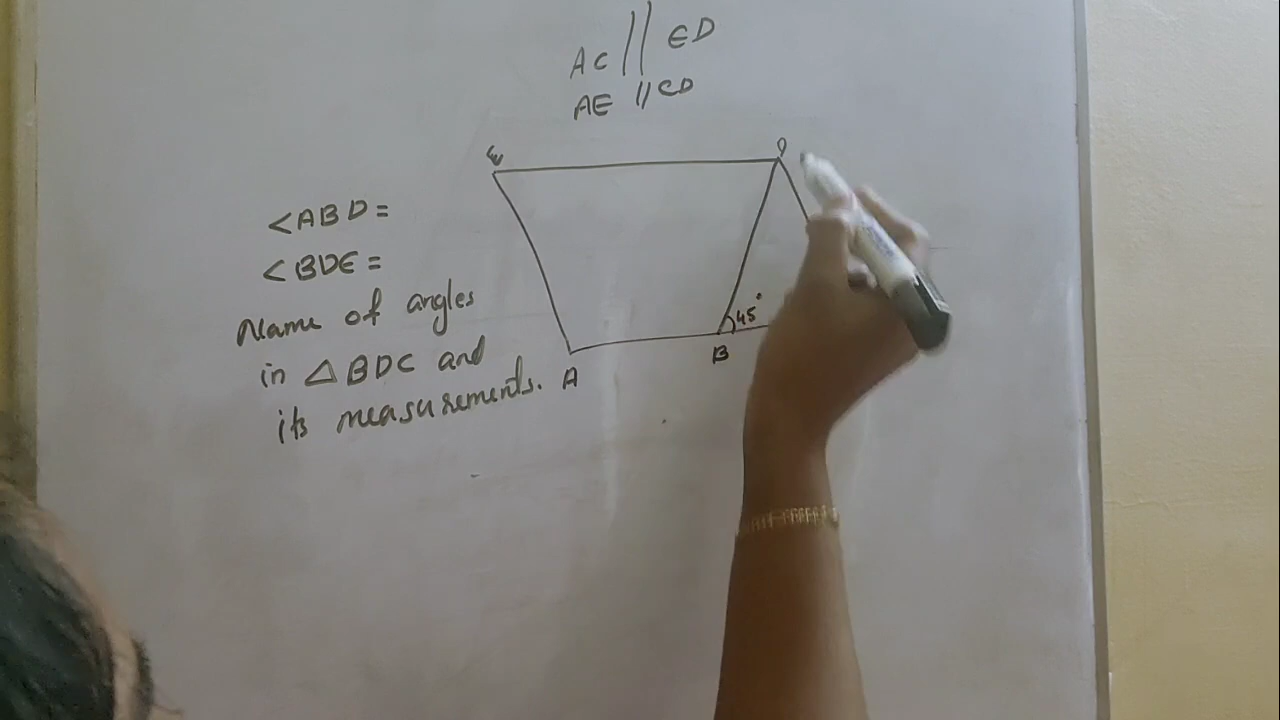 AC // ED
AE // CD
E
D
<ABD =
<BDE =
Name of angles
in △BDC and
its measurements.
45°
B
A